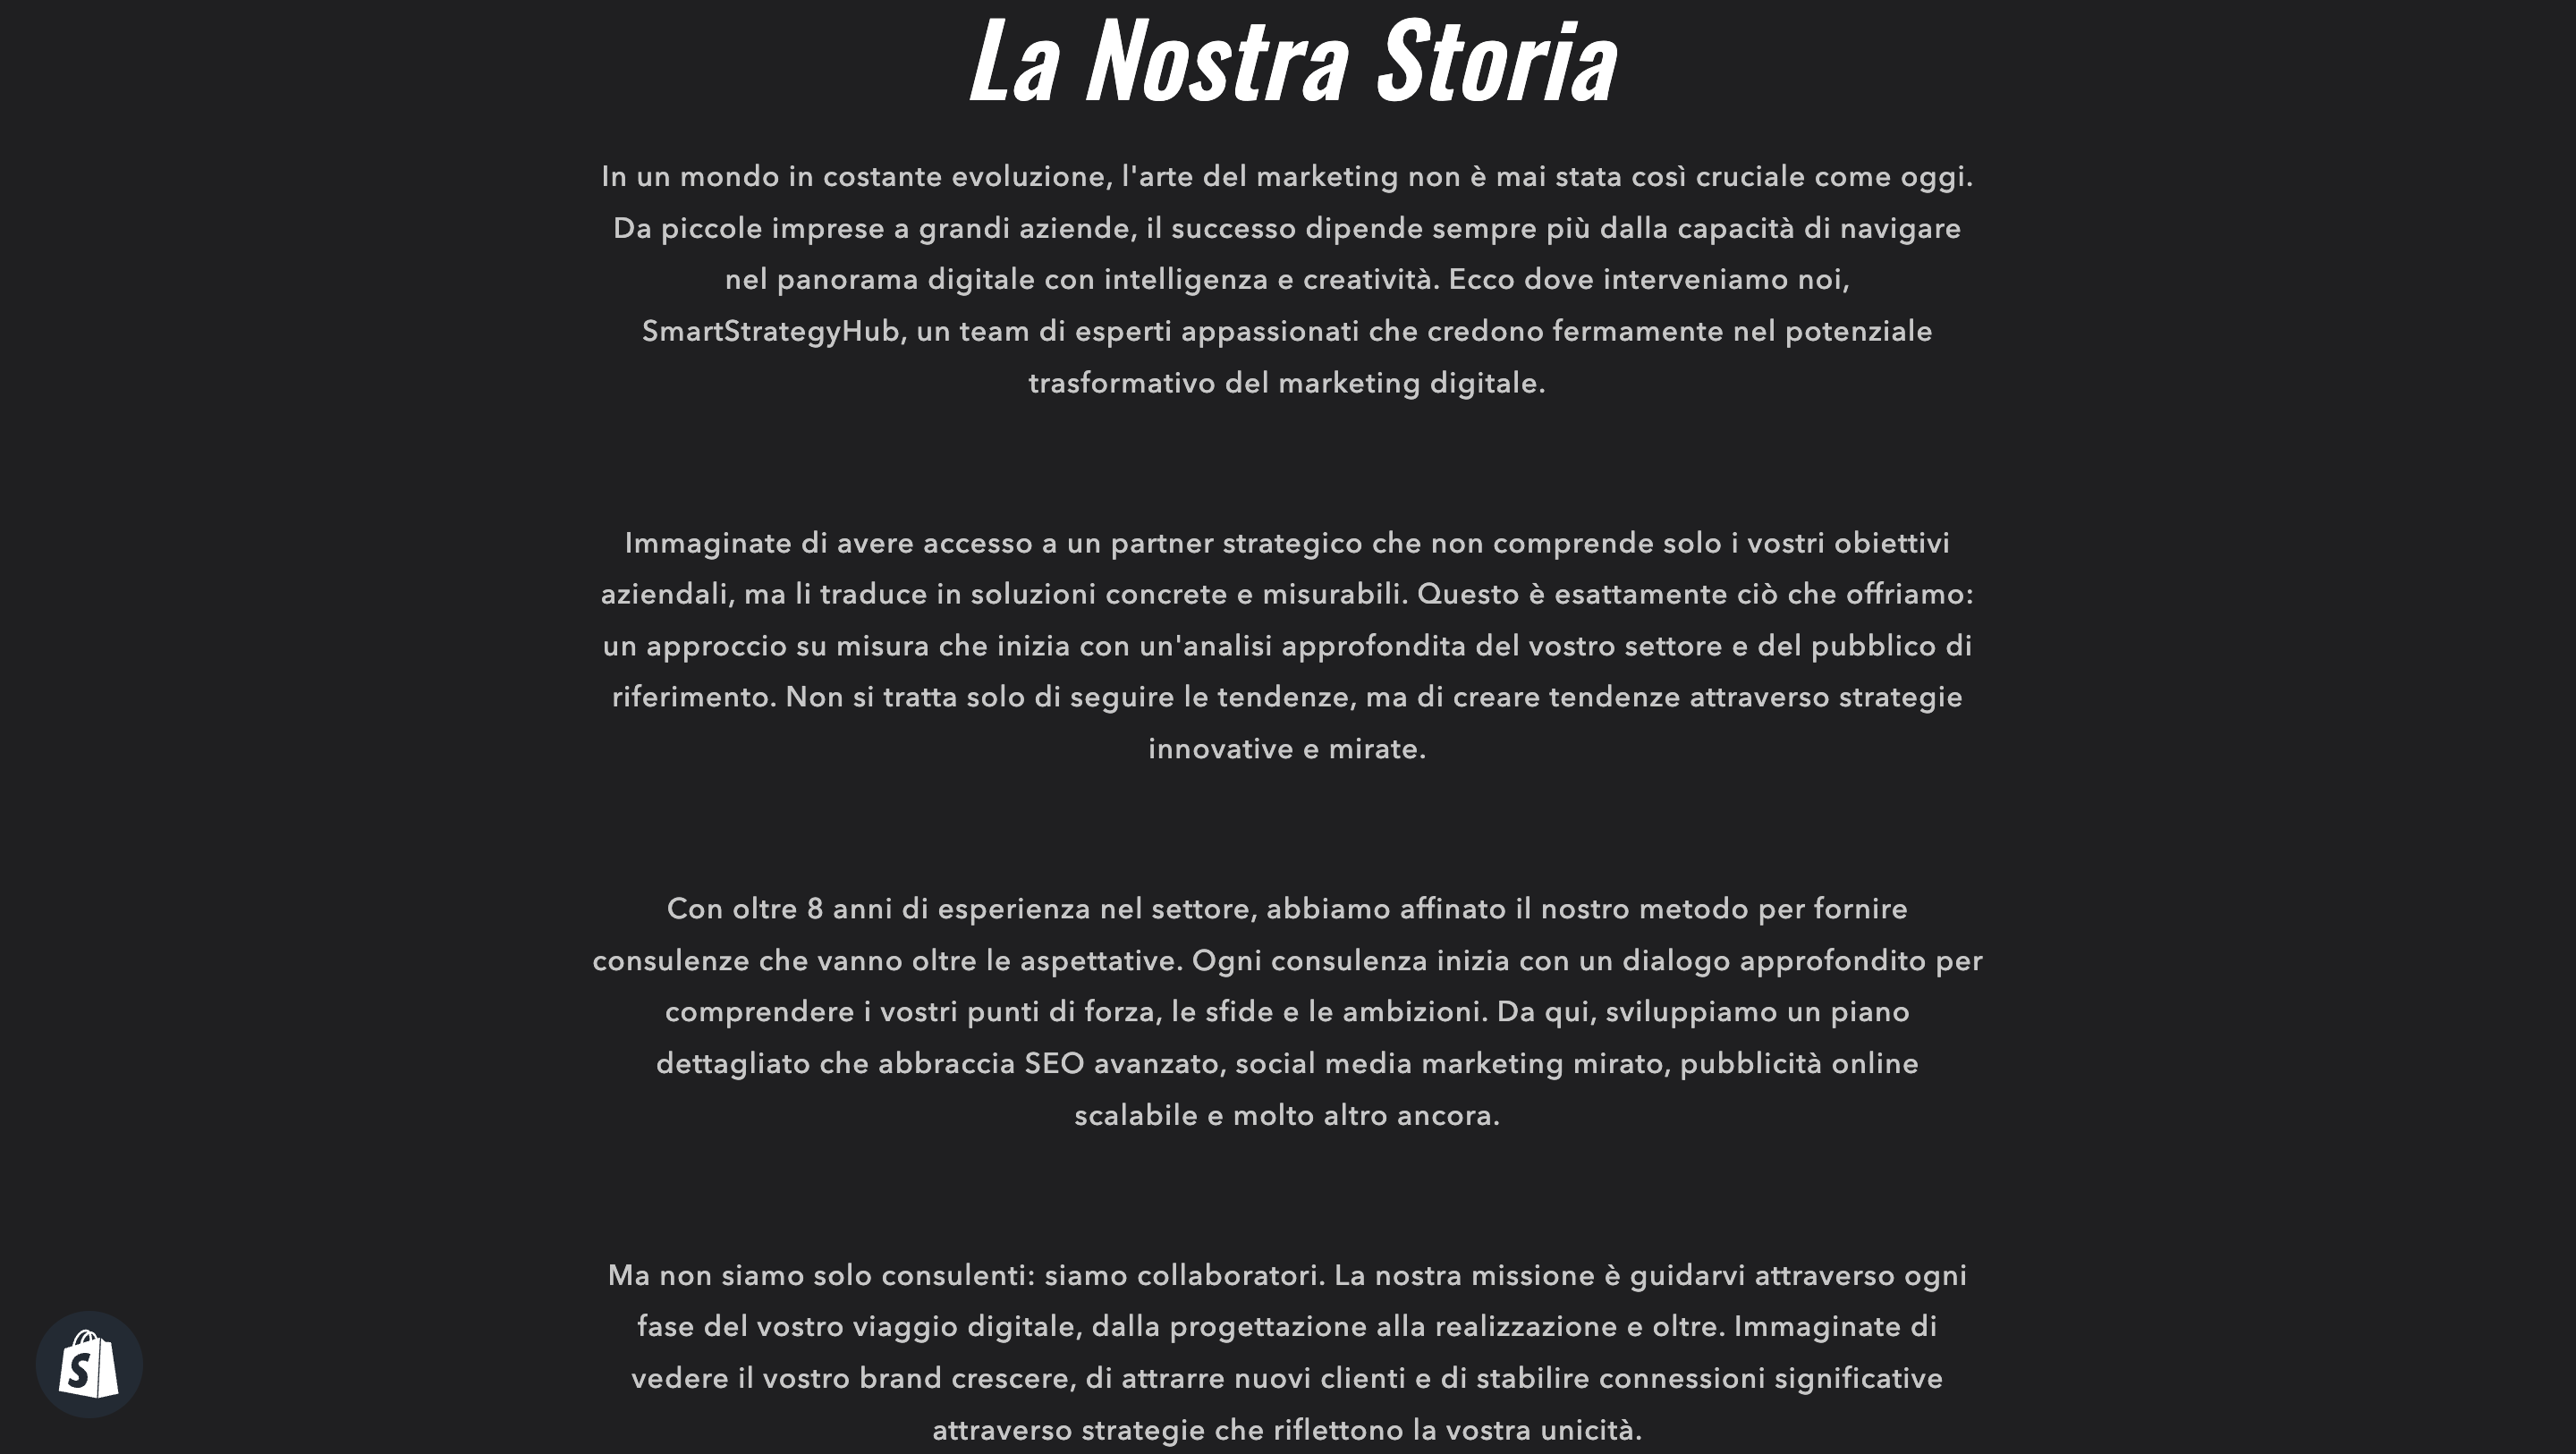 La Nostra Storia
In un mondo in costante evoluzione, l'arte del marketing non è mai stata così cruciale come oggi.
Da piccole imprese a grandi aziende, il successo dipende sempre più dalla capacità di navigare
nel panorama digitale con intelligenza e creatività. Ecco dove interveniamo noi,
SmartStrategyHub, un team di esperti appassionati che credono fermamente nel potenziale
trasformativo del marketing digitale.
Immaginate di avere accesso a un partner strategico che non comprende solo i vostri obiettivi
aziendali, ma li traduce in soluzioni concrete e misurabili. Questo è esattamente ciò che offriamo:
un approccio su misura che inizia con un'analisi approfondita del vostro settore e del pubblico di
riferimento. Non si tratta solo di seguire le tendenze, ma di creare tendenze attraverso strategie
innovative e mirate.
Con oltre 8 anni di esperienza nel settore, abbiamo affinato il nostro metodo per fornire
consulenze che vanno oltre le aspettative. Ogni consulenza inizia con un dialogo approfondito per
comprendere i vostri punti di forza, le sfide e le ambizioni. Da qui, sviluppiamo un piano
dettagliato che abbraccia SEO avanzato, social media marketing mirato, pubblicità online
scalabile e molto altro ancora.
Ma non siamo solo consulenti: siamo collaboratori. La nostra missione è guidarvi attraverso ogni
fase del vostro viaggio digitale, dalla progettazione alla realizzazione e oltre. Immaginate di
vedere il vostro brand crescere, di attrarre nuovi clienti e di stabilire connessioni significative
attraverso strategie che riflettono la vostra unicità.
S